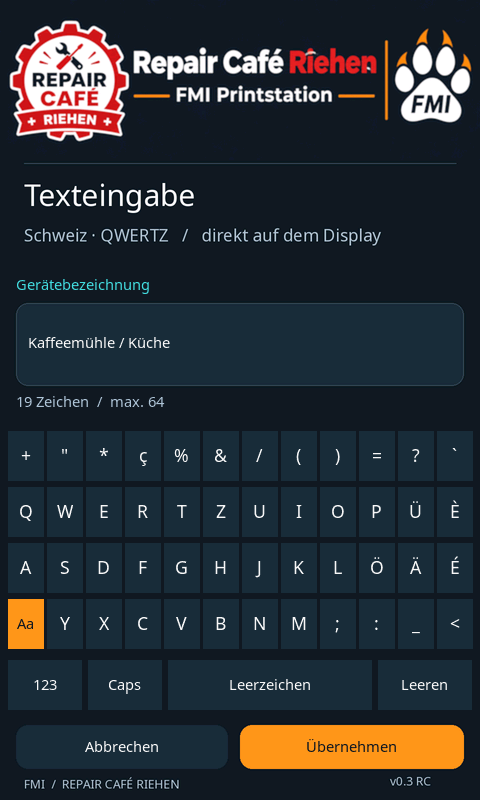 REPAIR
CAFÉ
+ RIEHEN +
Repair Café Riehen
FMI Printstation
FMI
Texteingabe
Schweiz · QWERTZ / direkt auf dem Display
Gerätebezeichnung
Kaffeemühle / Küche
19 Zeichen / max. 64
+ " * ç % & / ( ) = ? `
Q W E R T Z U I O P Ü È
A S D F G H J K L Ö Ä É
Aa Y X C V B N M ; : _ <
123 Caps Leerzeichen Leeren
Abbrechen Übernehmen
FMI / REPAIR CAFÉ RIEHEN v0.3 RC